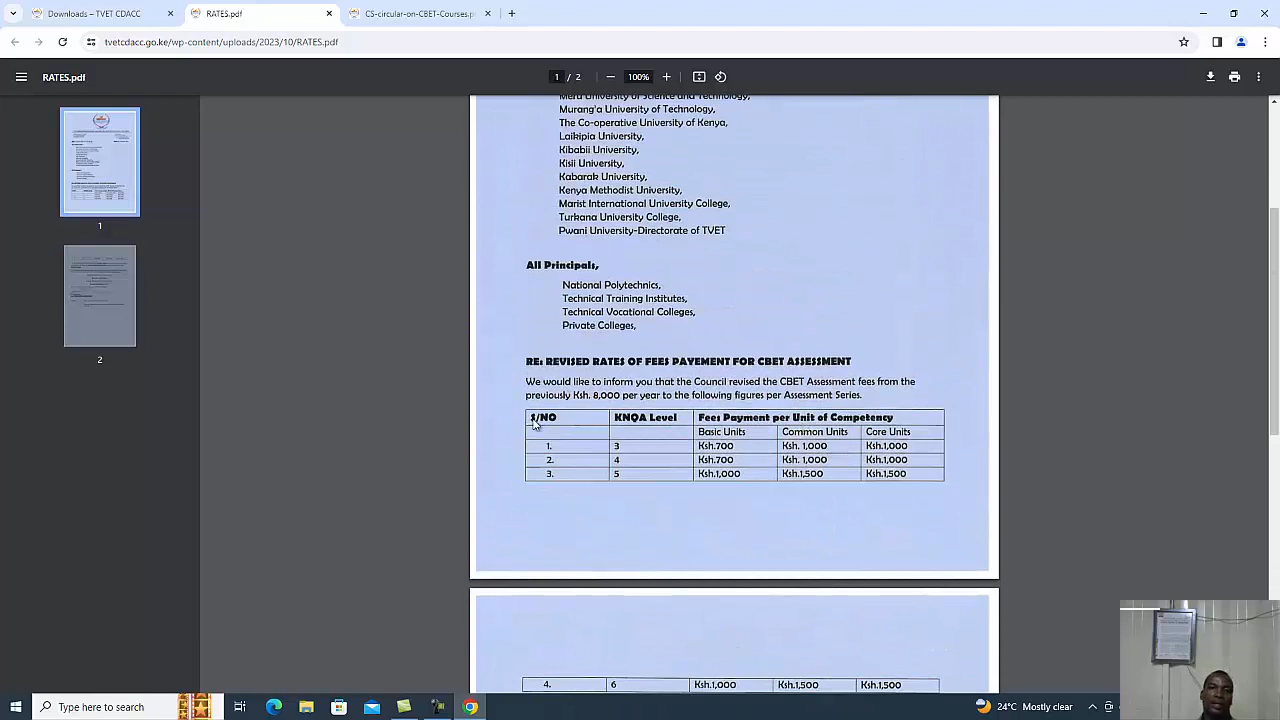 Downloads – TVET CDACC
RATES.pdf
CS-circular-on-CBET-Courses.p
tvetcdacc.go.ke/wp-content/uploads/2023/10/RATES.pdf
RATES.pdf
1 / 2
100%
Meru University of Science and Technology,
Murang'a University of Technology,
The Co-operative University of Kenya,
Laikipia University,
Kibabii University,
Kisii University,
Kabarak University,
Kenya Methodist University,
Marist International University College,
Turkana University College,
Pwani University-Directorate of TVET
All Principals,
National Polytechnics,
Technical Training Institutes,
Technical Vocational Colleges,
Private Colleges,
RE: REVISED RATES OF FEES PAYEMENT FOR CBET ASSESSMENT
We would like to inform you that the Council revised the CBET Assessment fees from the
previously Ksh. 8,000 per year to the following figures per Assessment Series.
S/NO KNQA Level Fees Payment per Unit of Competency
Basic Units Common Units Core Units
1. 3 Ksh.700 Ksh. 1,000 Ksh.1,000
2. 4 Ksh.700 Ksh. 1,000 Ksh.1,000
3. 5 Ksh.1,000 Ksh.1,500 Ksh.1,500
4. 6 Ksh.1,000 Ksh.1,500 Ksh.1,500
1
2
Type here to search
24°C Mostly clear